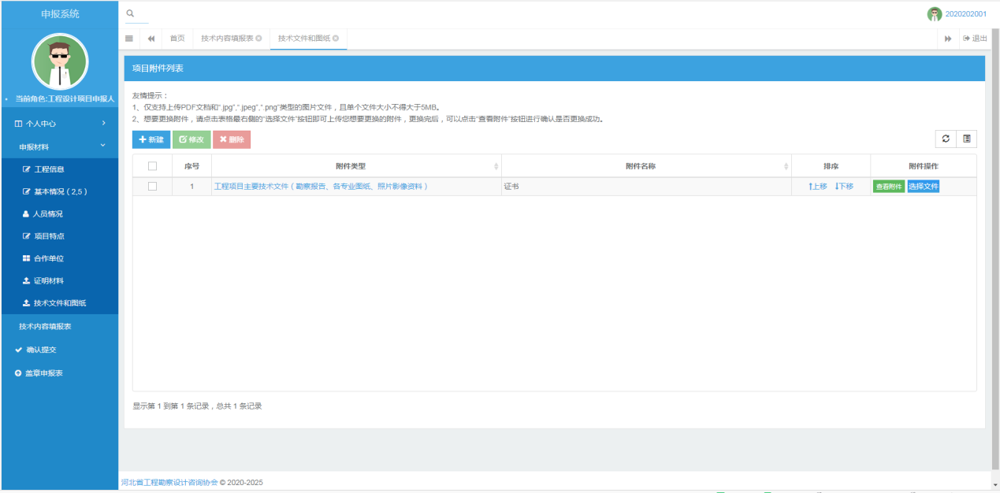 申报系统
2020202001
首页 技术内容填报表 技术文件和图纸 退出
当前角色:工程设计项目申报人
个人中心
申报材料
工程信息
基本情况(2,5)
人员情况
项目特点
合作单位
证明材料
技术文件和图纸
技术内容填报表
确认提交
盖章申报表
项目附件列表
友情提示：
1、仅支持上传PDF文档和“.jpg”,“.jpeg”,“.png”类型的图片文件，且单个文件大小不得大于5MB。
2、想要更换附件，请点击表格最右侧的“选择文件”按钮即可上传您想要更换的附件，更换完后，可以点击“查看附件”按钮进行确认是否更换成功。
新建 修改 删除
序号 附件类型 附件名称 排序 附件操作
1 工程项目主要技术文件（勘察报告、各专业图纸、照片影像资料） 证书 上移 下移 查看附件 选择文件
显示第 1 到第 1 条记录，总共 1 条记录
河北省工程勘察设计咨询协会 © 2020-2025